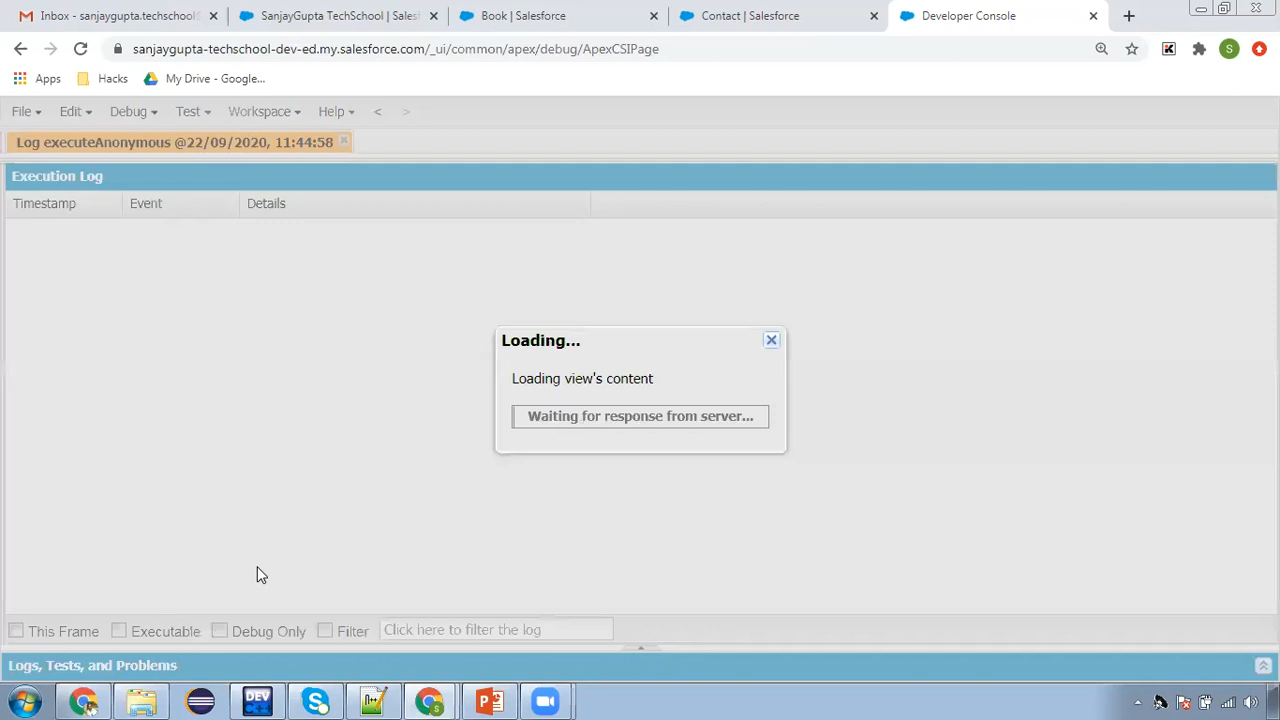 Inbox - sanjaygupta.techschool
SanjayGupta TechSchool | Sales
Book | Salesforce
Contact | Salesforce
Developer Console
sanjaygupta-techschool-dev-ed.my.salesforce.com/_ui/common/apex/debug/ApexCSIPage
K
S
Apps
Hacks
My Drive - Google...
File
Edit
Debug
Test
Workspace
Help
<
>
Log executeAnonymous @22/09/2020, 11:44:58
Execution Log
Timestamp
Event
Details
Loading...
Loading view's content
Waiting for response from server...
This Frame
Executable
Debug Only
Filter
Click here to filter the log
Logs, Tests, and Problems
DEV